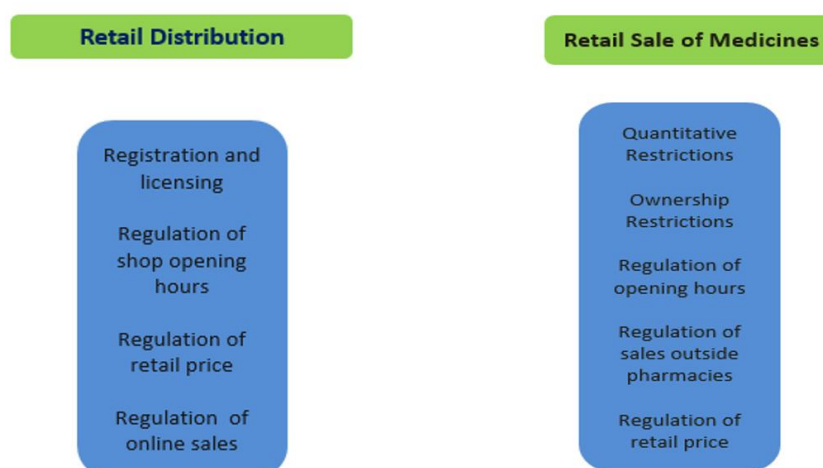 Retail Distribution
Registration and
licensing
Regulation of
shop opening
hours
Regulation of
retail price
Regulation of
online sales
Retail Sale of Medicines
Quantitative
Restrictions
Ownership
Restrictions
Regulation of
opening hours
Regulation of
sales outside
pharmacies
Regulation of
retail price